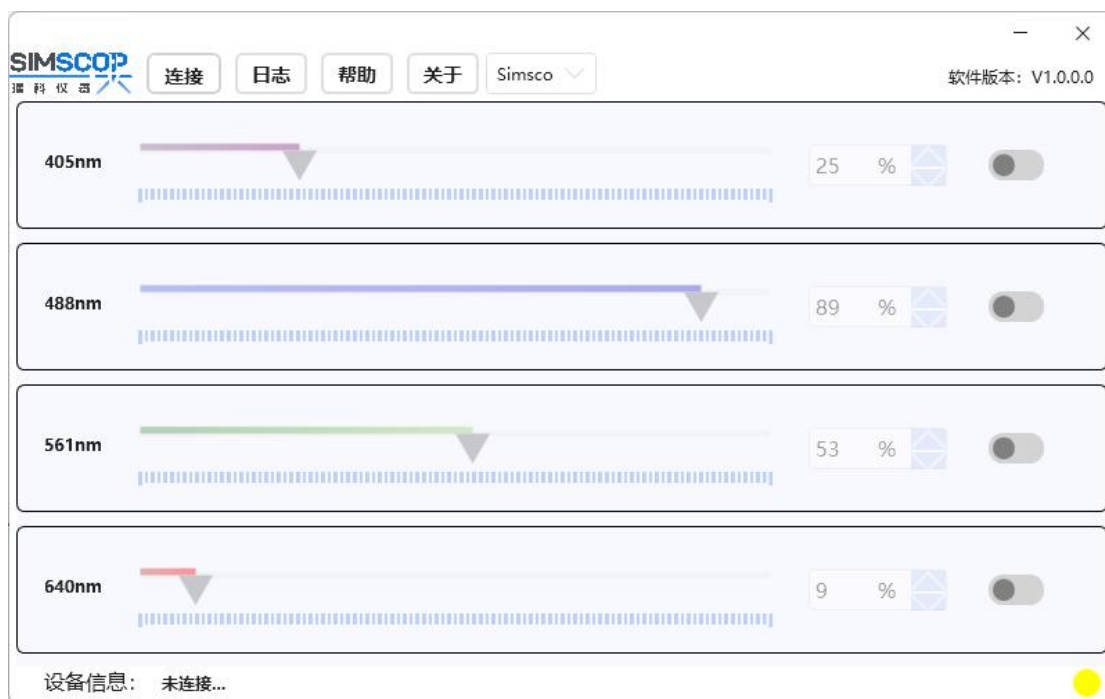 SIMSCOP
连接
日志
帮助
关于
Simsco
软件版本：V1.0.0.0
405nm
25 %
488nm
89 %
561nm
53 %
640nm
9 %
设备信息：
未连接...